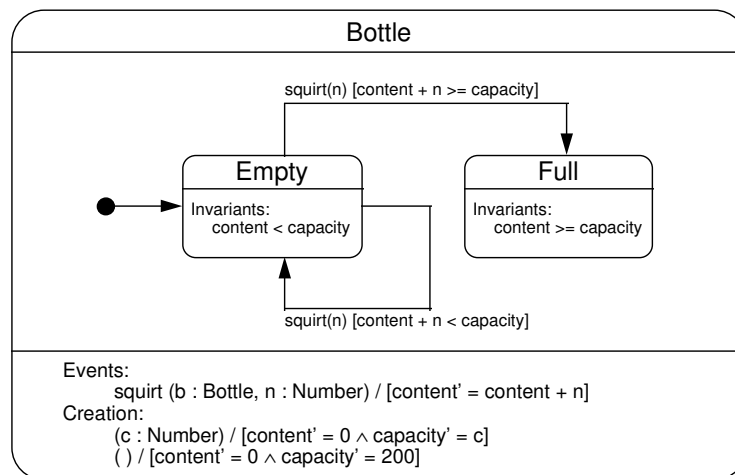 Bottle
squirt(n) [content + n >= capacity]
Empty
Invariants:
content < capacity
Full
Invariants:
content >= capacity
squirt(n) [content + n < capacity]
Events:
squirt (b : Bottle, n : Number) / [content' = content + n]
Creation:
(c : Number) / [content' = 0 ∧ capacity' = c]
( ) / [content' = 0 ∧ capacity' = 200]